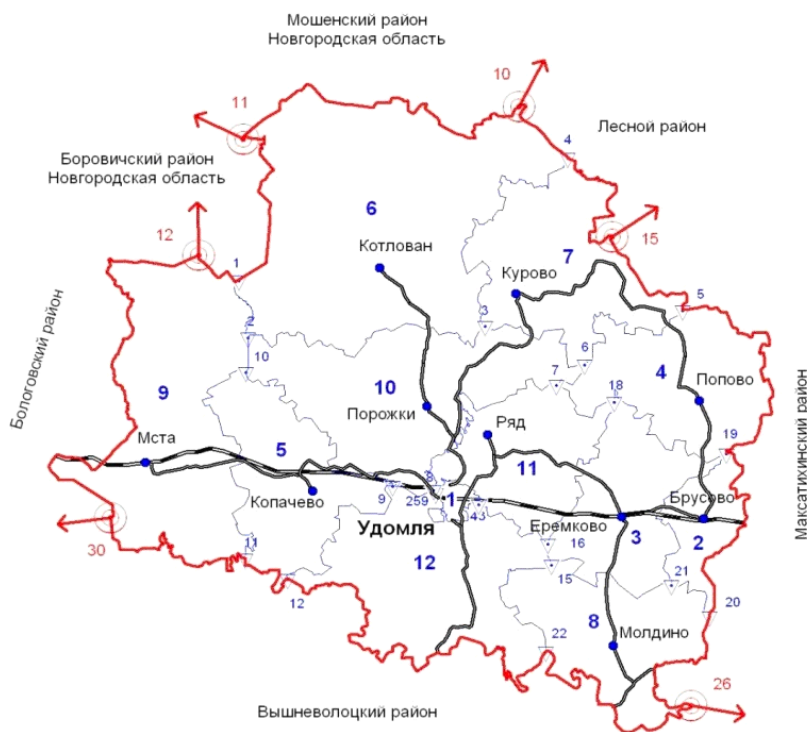 Мошенский район
Новгородская область
10
11
Лесной район
4
Боровичский район
Новгородская область
6
12
15
Котлован
7
Курово
1
5
3
2
Бологовский район
10
6
7
4
9
18
10
Попово
Порожки
Максатихинский район
Ряд
Мста
19
5
11
8
Копачево
9
259
1
43
Брусово
Удомля
Еремково
3
2
30
11
16
12
15
12
21
20
8
22
Молдино
26
Вышневолоцкий район